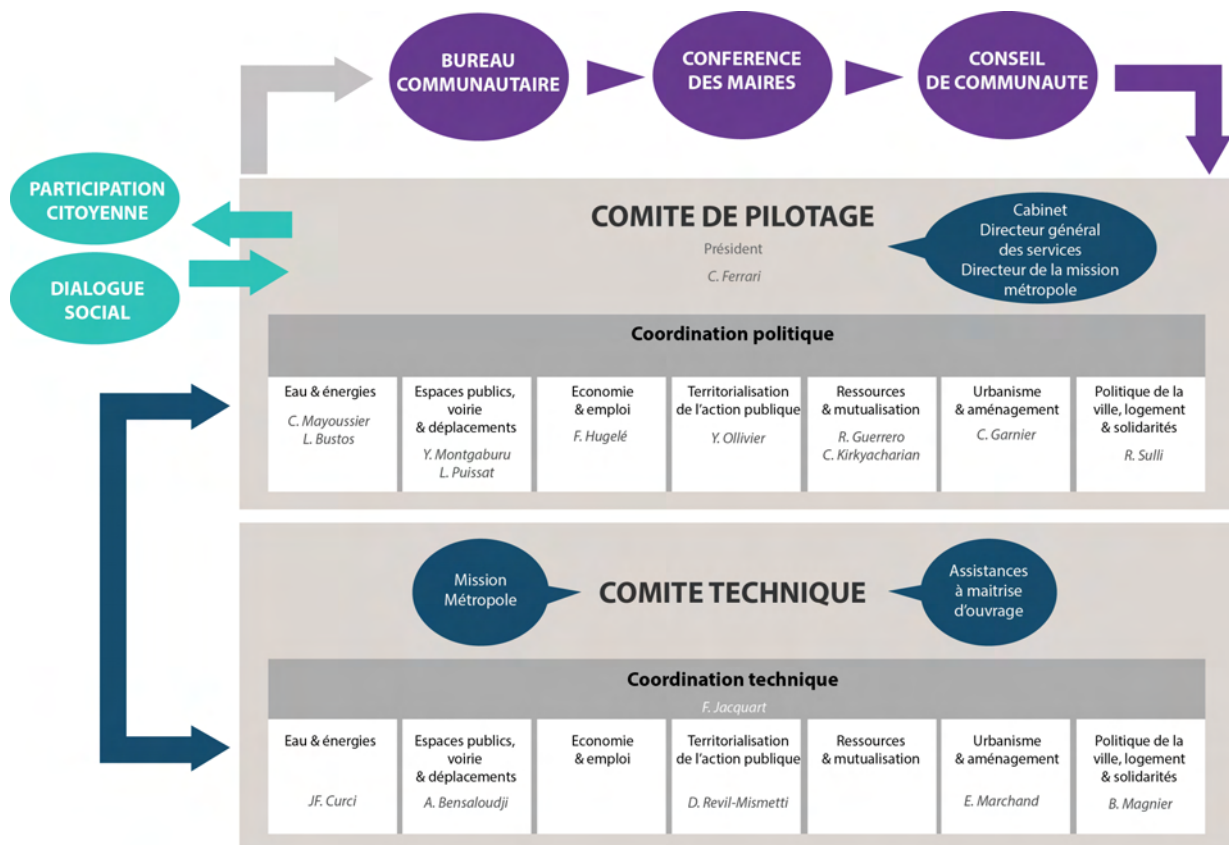 BUREAU
COMMUNAUTAIRE
CONFERENCE
DES MAIRES
CONSEIL
DE COMMUNAUTE
PARTICIPATION
CITOYENNE
DIALOGUE
SOCIAL
COMITE DE PILOTAGE
Président
C. Ferrari
Cabinet
Directeur général
des services
Directeur de la mission
métropole
Coordination politique
Eau & énergies
C. Mayoussier
L. Bustos
Espaces publics,
voirie
& déplacements
Y. Montgaburu
L. Puissat
Economie
& emploi
F. Hugelé
Territorialisation
de l'action publique
Y. Ollivier
Ressources
& mutualisation
R. Guerrero
C. Kirkyacharian
Urbanisme
& aménagement
C. Garnier
Politique de la
ville, logement
& solidarités
R. Sulli
Mission
Métropole
COMITE TECHNIQUE
Assistances
à maitrise
d'ouvrage
Coordination technique
F. Jacquart
Eau & énergies
JF. Curci
Espaces publics,
voirie
& déplacements
A. Bensaloudji
Economie
& emploi
Territorialisation
de l'action publique
D. Revil-Mismetti
Ressources
& mutualisation
Urbanisme
& aménagement
E. Marchand
Politique de la
ville, logement
& solidarités
B. Magnier